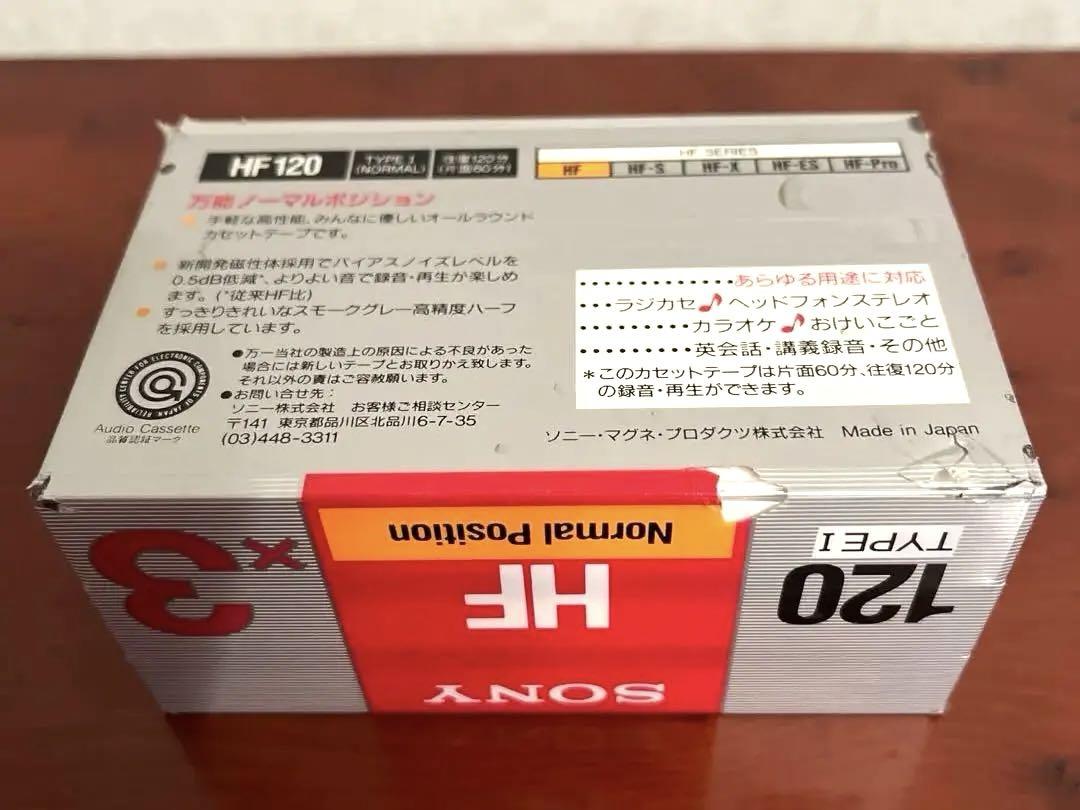 HF120
TYPE I
(NORMAL)
往復120分
(片面60分)
HF SERIES
HF HF-S HF-X HF-ES HF-Pro
万能ノーマルポジション
手軽な高性能、みんなに優しいオールラウンド
カセットテープです。
新開発磁性体採用でバイアスノイズレベルを
0.5dB低減*、よりよい音で録音・再生が楽しめ
ます。(*従来HF比)
すっきりきれいなスモークグレー高精度ハーフ
を採用しています。
あらゆる用途に対応
ラジカセ♪ヘッドフォンステレオ
カラオケ♪おけいこごと
英会話・講義録音・その他
*このカセットテープは片面60分、往復120分
の録音・再生ができます。
●万一当社の製造上の原因による不良があった
場合には新しいテープとお取りかえ致します。
それ以外の責はご容赦願います。
●お問い合せ先：
ソニー株式会社 お客様ご相談センター
〒141 東京都品川区北品川6-7-35
(03)448-3311
RELIABILITY CENTER FOR ELECTRONIC COMPONENTS OF JAPAN
Audio Cassette
品質認証マーク
ソニー・マグネ・プロダクツ株式会社 Made in Japan
120
TYPE I
Normal Position
HF
SONY
×3